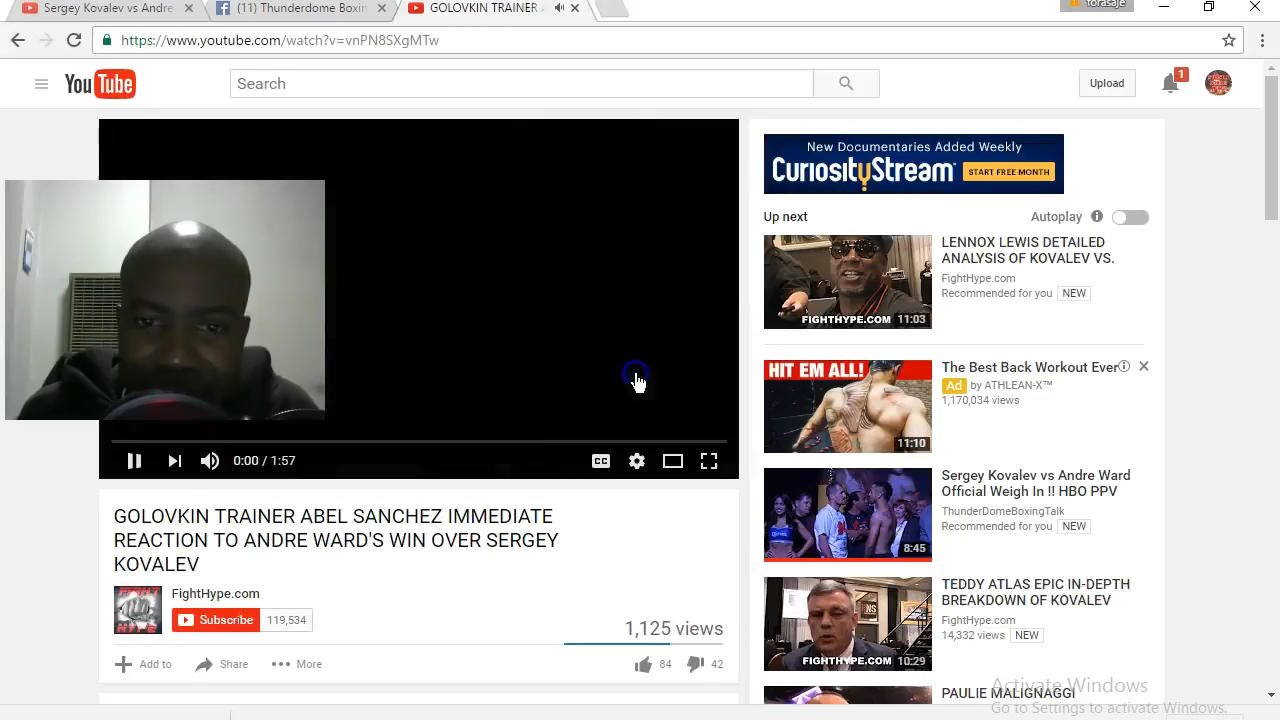 Sergey Kovalev vs Andre
(11) Thunderdome Boxin
GOLOVKIN TRAINER
forasaje
https://www.youtube.com/watch?v=vnPN8SXgMTw
YouTube
Search
Upload
1
New Documentaries Added Weekly
CuriosityStream
START FREE MONTH
Up next
Autoplay
LENNOX LEWIS DETAILED
ANALYSIS OF KOVALEV VS.
FightHype.com
Recommended for you NEW
FIGHTHYPE.COM 11:03
HIT EM ALL!
The Best Back Workout Ever
Ad by ATHLEAN-X™
1,170,034 views
11:10
0:00 / 1:57
CC
Sergey Kovalev vs Andre Ward
Official Weigh In !! HBO PPV
ThunderDomeBoxingTalk
Recommended for you NEW
8:45
GOLOVKIN TRAINER ABEL SANCHEZ IMMEDIATE
REACTION TO ANDRE WARD'S WIN OVER SERGEY
KOVALEV
FIGHT
HYPE
FightHype.com
Subscribe 119,534
1,125 views
Add to Share More
84 42
TEDDY ATLAS EPIC IN-DEPTH
BREAKDOWN OF KOVALEV
FightHype.com
14,332 views NEW
NS
FIGHTHYPE.COM 10:29
PAULIE MALIGNAGGI
Activate Windows
Go to Settings to activate Windows.